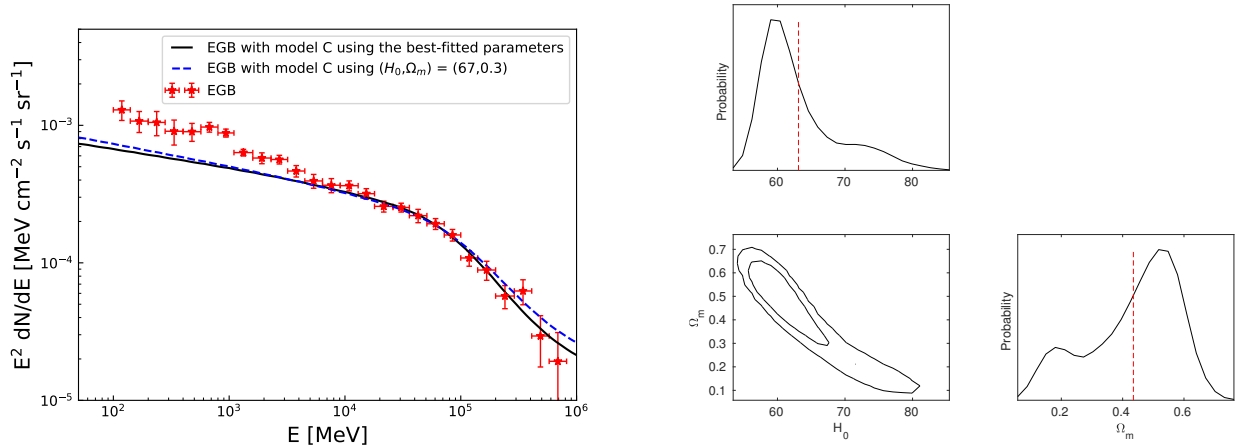 EGB with model C using the best-fitted parameters
EGB with model C using (H₀,Ωₘ) = (67,0.3)
EGB
E² dN/dE [MeV cm⁻² s⁻¹ sr⁻¹]
10⁻³
10⁻⁴
10⁻⁵
10² 10³ 10⁴ 10⁵ 10⁶
E [MeV]
Probability
60 70 80
Ωₘ
0.7
0.6
0.5
0.4
0.3
0.2
0.1
60 70 80
H₀
Probability
0.2 0.4 0.6
Ωₘ